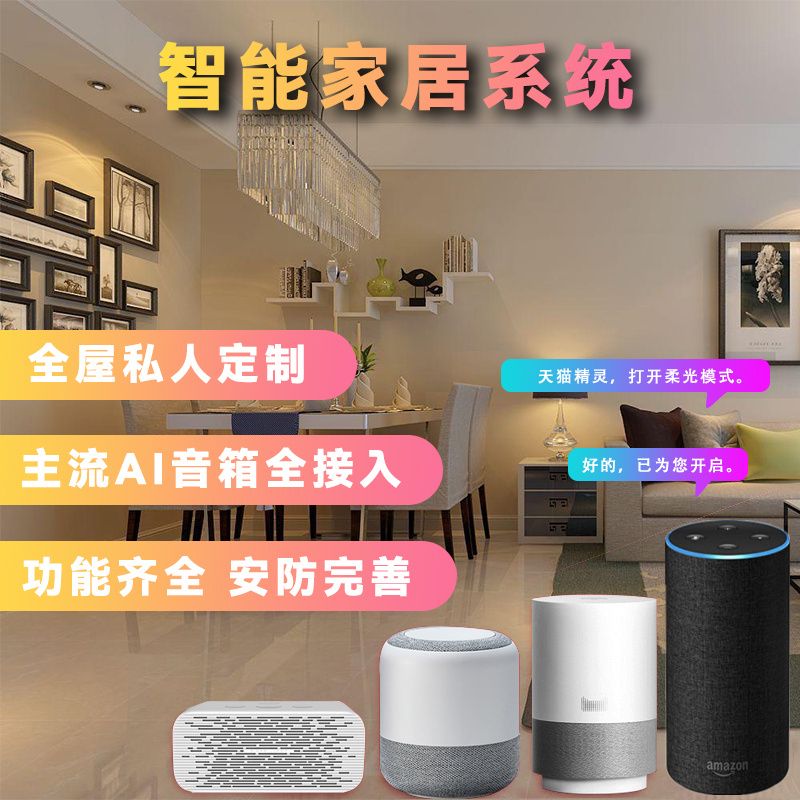 智能家居系统
全屋私人定制
天猫精灵，打开柔光模式。
主流AI音箱全接入
好的，已为您开启。
功能齐全 安防完善
amazon